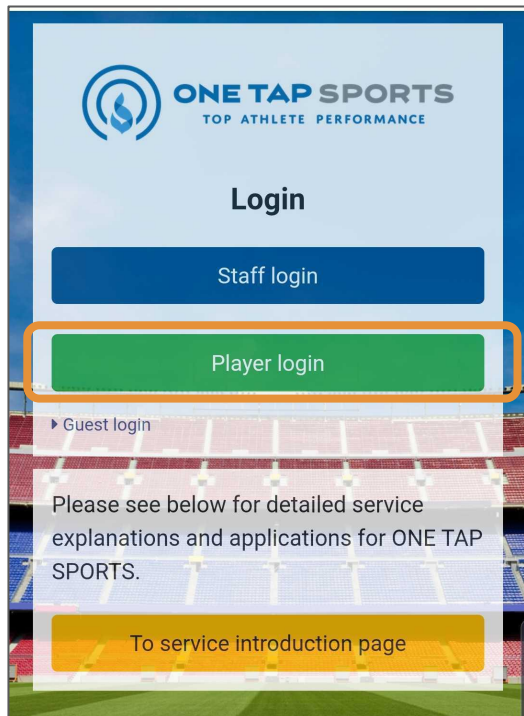 ONE TAP SPORTS
TOP ATHLETE PERFORMANCE
Login
Staff login
Player login
Guest login
Please see below for detailed service
explanations and applications for ONE TAP
SPORTS.
To service introduction page